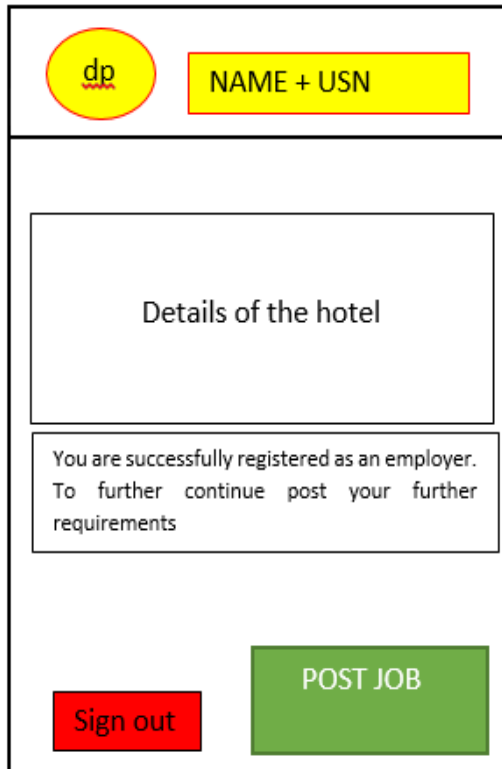 dp
NAME + USN
Details of the hotel
You are successfully registered as an employer.
To further continue post your further
requirements
POST JOB
Sign out